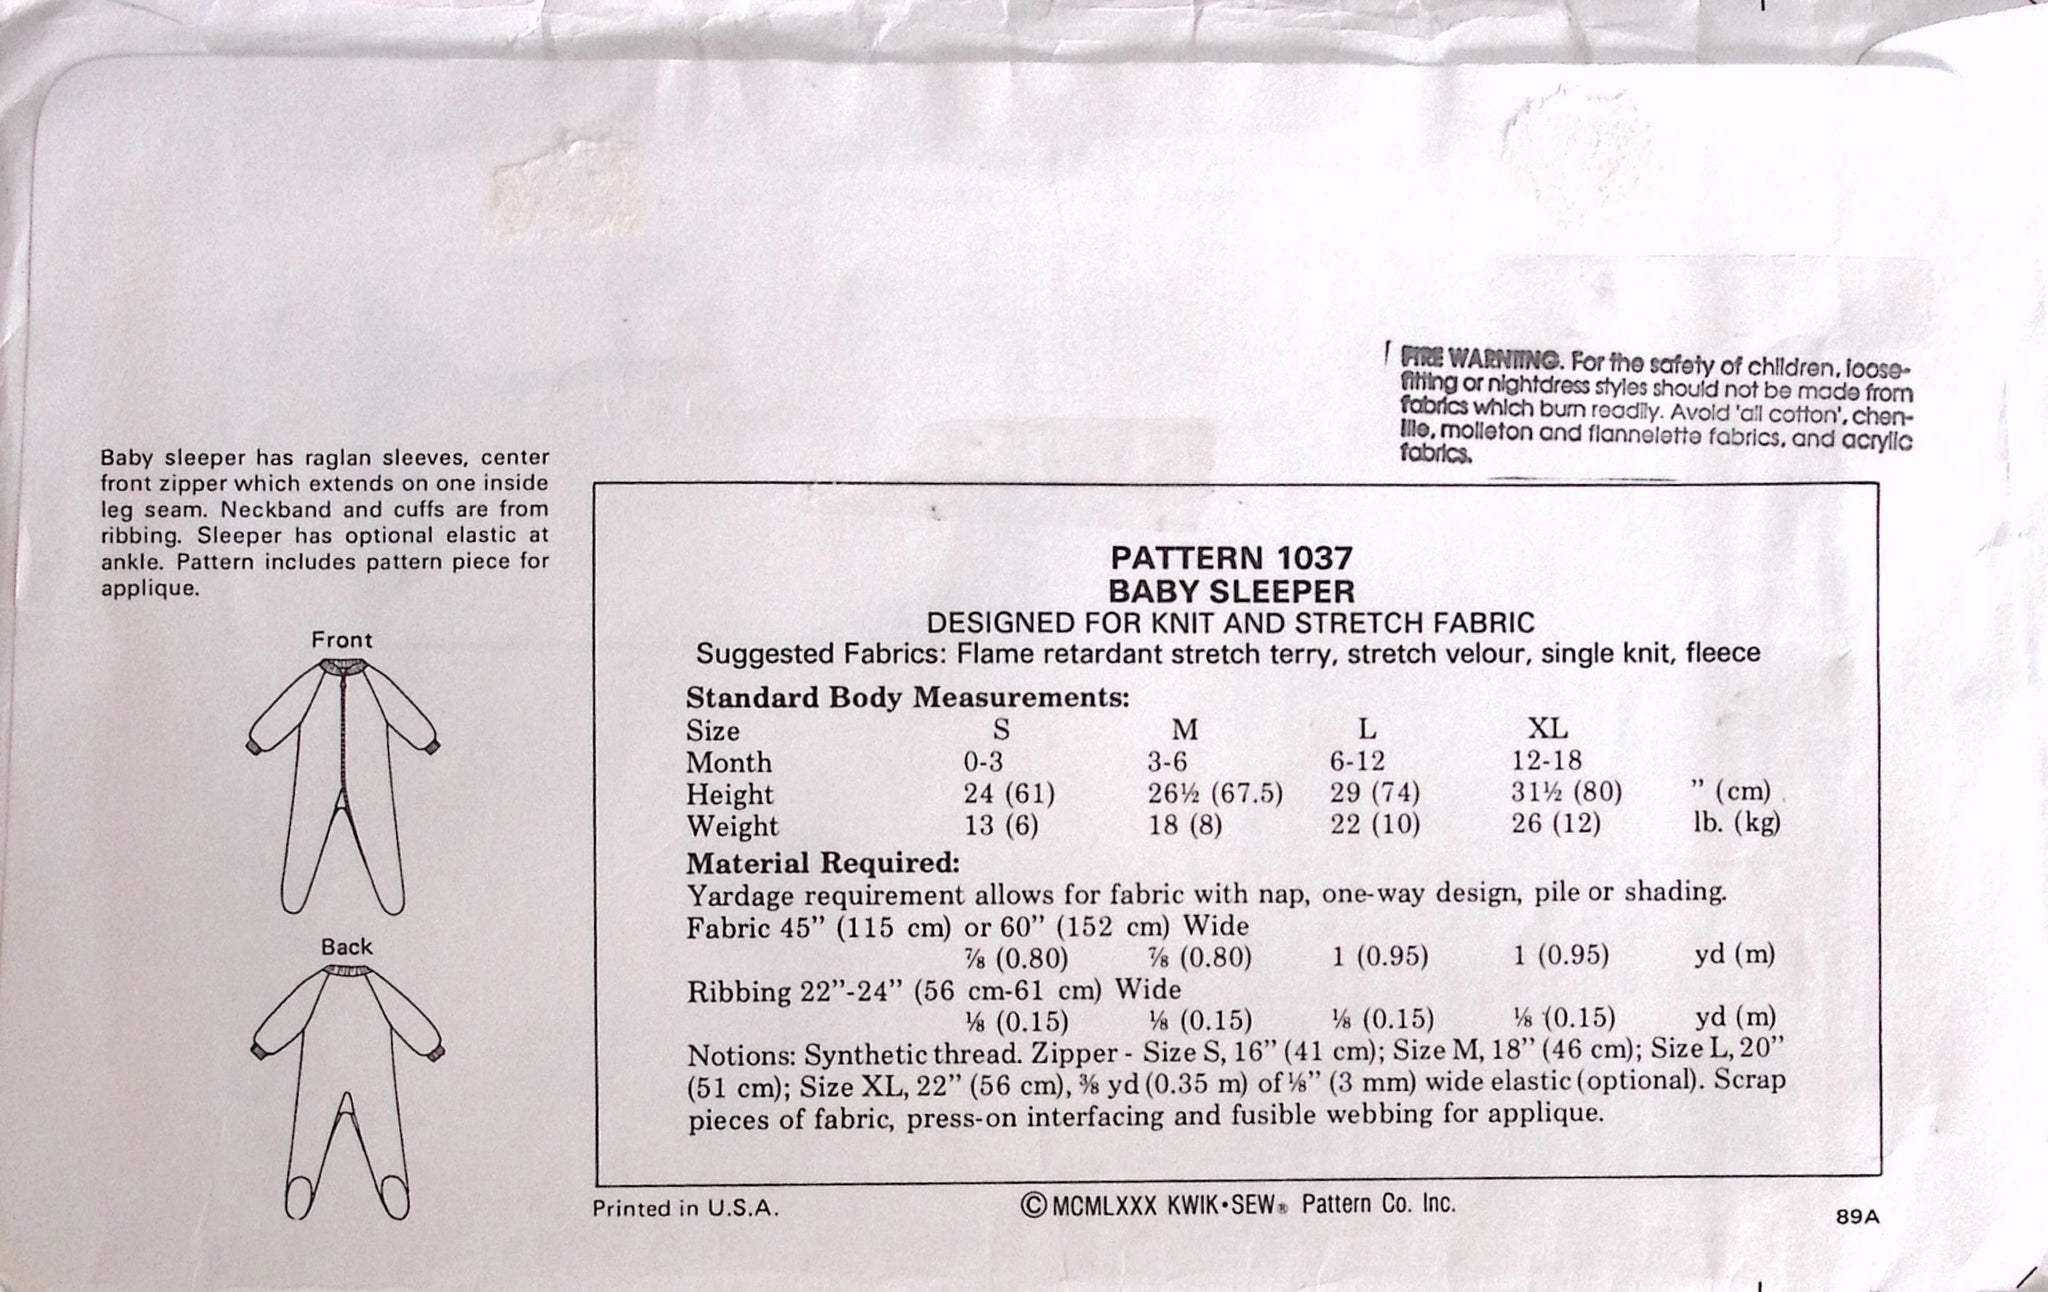 FIRE WARNIING. For the safety of children, loose-
fitting or nightdress styles should not be made from
fabrics which burn readily. Avoid 'all cotton', chen-
ille, molleton and flannelette fabrics, and acrylic
fabrics.
Baby sleeper has raglan sleeves, center
front zipper which extends on one inside
leg seam. Neckband and cuffs are from
ribbing. Sleeper has optional elastic at
ankle. Pattern includes pattern piece for
applique.
Front
Back
PATTERN 1037
BABY SLEEPER
DESIGNED FOR KNIT AND STRETCH FABRIC
Suggested Fabrics: Flame retardant stretch terry, stretch velour, single knit, fleece
Standard Body Measurements:
Size S M L XL
Month 0-3 3-6 6-12 12-18
Height 24 (61) 26½ (67.5) 29 (74) 31½ (80) ” (cm)
Weight 13 (6) 18 (8) 22 (10) 26 (12) lb. (kg)
Material Required:
Yardage requirement allows for fabric with nap, one-way design, pile or shading.
Fabric 45” (115 cm) or 60” (152 cm) Wide
⅞ (0.80) ⅞ (0.80) 1 (0.95) 1 (0.95) yd (m)
Ribbing 22”-24” (56 cm-61 cm) Wide
⅛ (0.15) ⅛ (0.15) ⅛ (0.15) ⅛ (0.15) yd (m)
Notions: Synthetic thread. Zipper - Size S, 16” (41 cm); Size M, 18” (46 cm); Size L, 20”
(51 cm); Size XL, 22” (56 cm), ⅜ yd (0.35 m) of ⅛” (3 mm) wide elastic (optional). Scrap
pieces of fabric, press-on interfacing and fusible webbing for applique.
Printed in U.S.A.
© MCMLXXX KWIK•SEW® Pattern Co. Inc.
89A